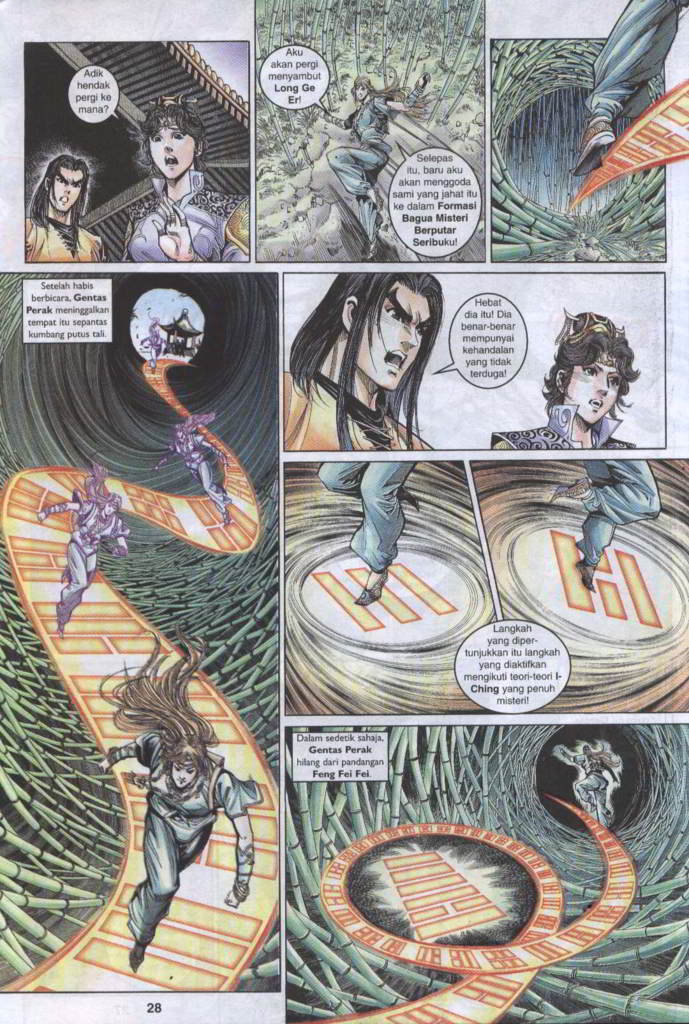 Adik
hendak
pergi ke
mana?
Aku
akan pergi
menyambut
Long Ge
Er!
Selepas
itu, baru aku
akan menggoda
sami yang jahat itu
ke dalam Formasi
Bagua Misteri
Berputar
Seribuku!
Setelah habis
berbicara, Gentas
Perak meninggalkan
tempat itu sepantas
kumbang putus tali.
Hebat
dia itu! Dia
benar-benar
mempunyai
kehandalan
yang tidak
terduga!
Langkah
yang diper-
tunjukkan itu langkah
yang diaktifkan
mengikuti teori-teori I-
Ching yang penuh
misteri!
Dalam sedetik sahaja,
Gentas Perak
hilang dari pandangan
Feng Fei Fei.
28